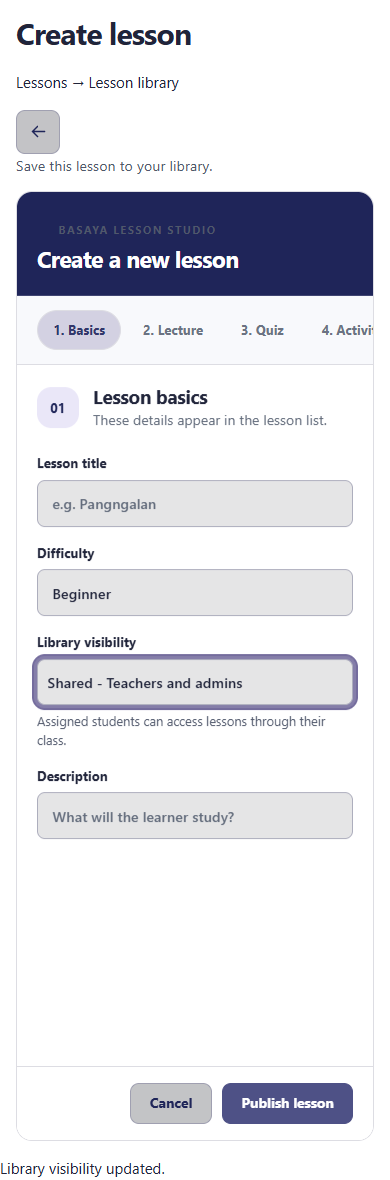 Create lesson
Lessons → Lesson library
←
Save this lesson to your library.
BASAYA LESSON STUDIO
Create a new lesson
1. Basics 2. Lecture 3. Quiz 4. Activi
01
Lesson basics
These details appear in the lesson list.
Lesson title
e.g. Pangngalan
Difficulty
Beginner
Library visibility
Shared - Teachers and admins
Assigned students can access lessons through their
class.
Description
What will the learner study?
Cancel Publish lesson
Library visibility updated.